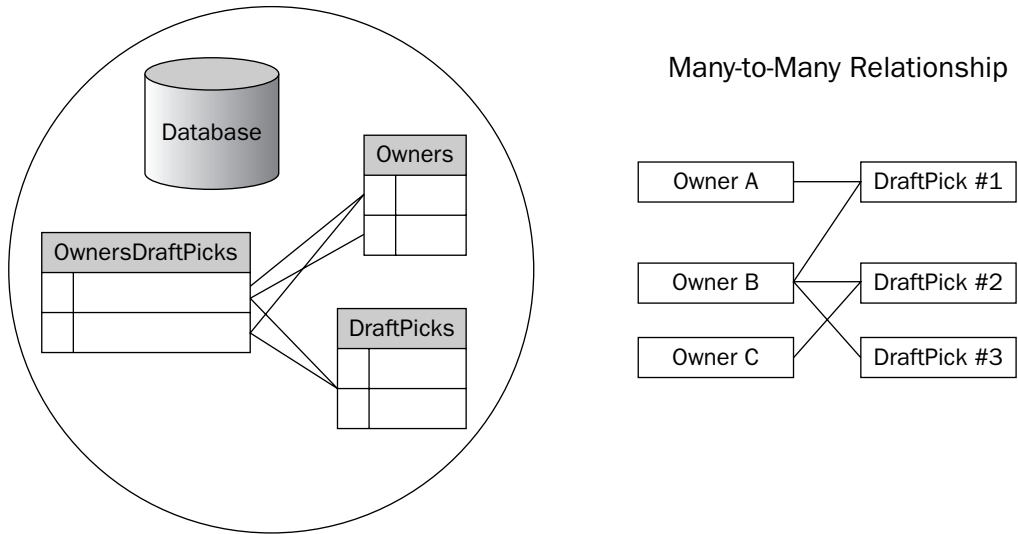 Database
Owners
OwnersDraftPicks
DraftPicks
Many-to-Many Relationship
Owner A
DraftPick #1
Owner B
DraftPick #2
Owner C
DraftPick #3